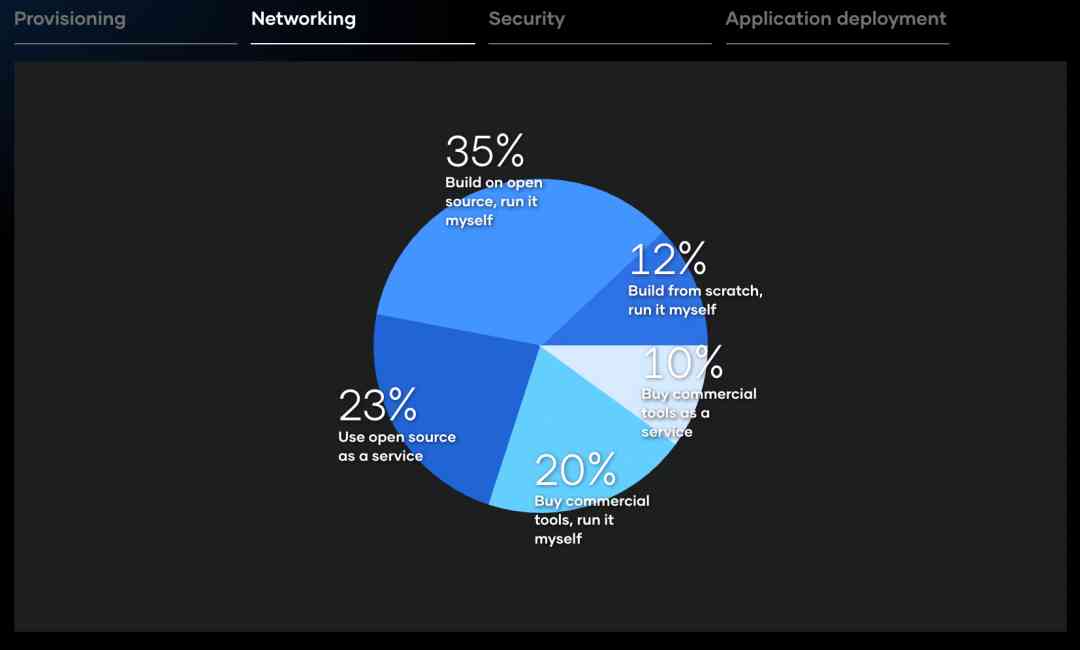 Provisioning
Networking
Security
Application deployment
35%
Build on open
source, run it
myself
12%
Build from scratch,
run it myself
10%
Buy commercial
tools as a
service
23%
Use open source
as a service
20%
Buy commercial
tools, run it
myself